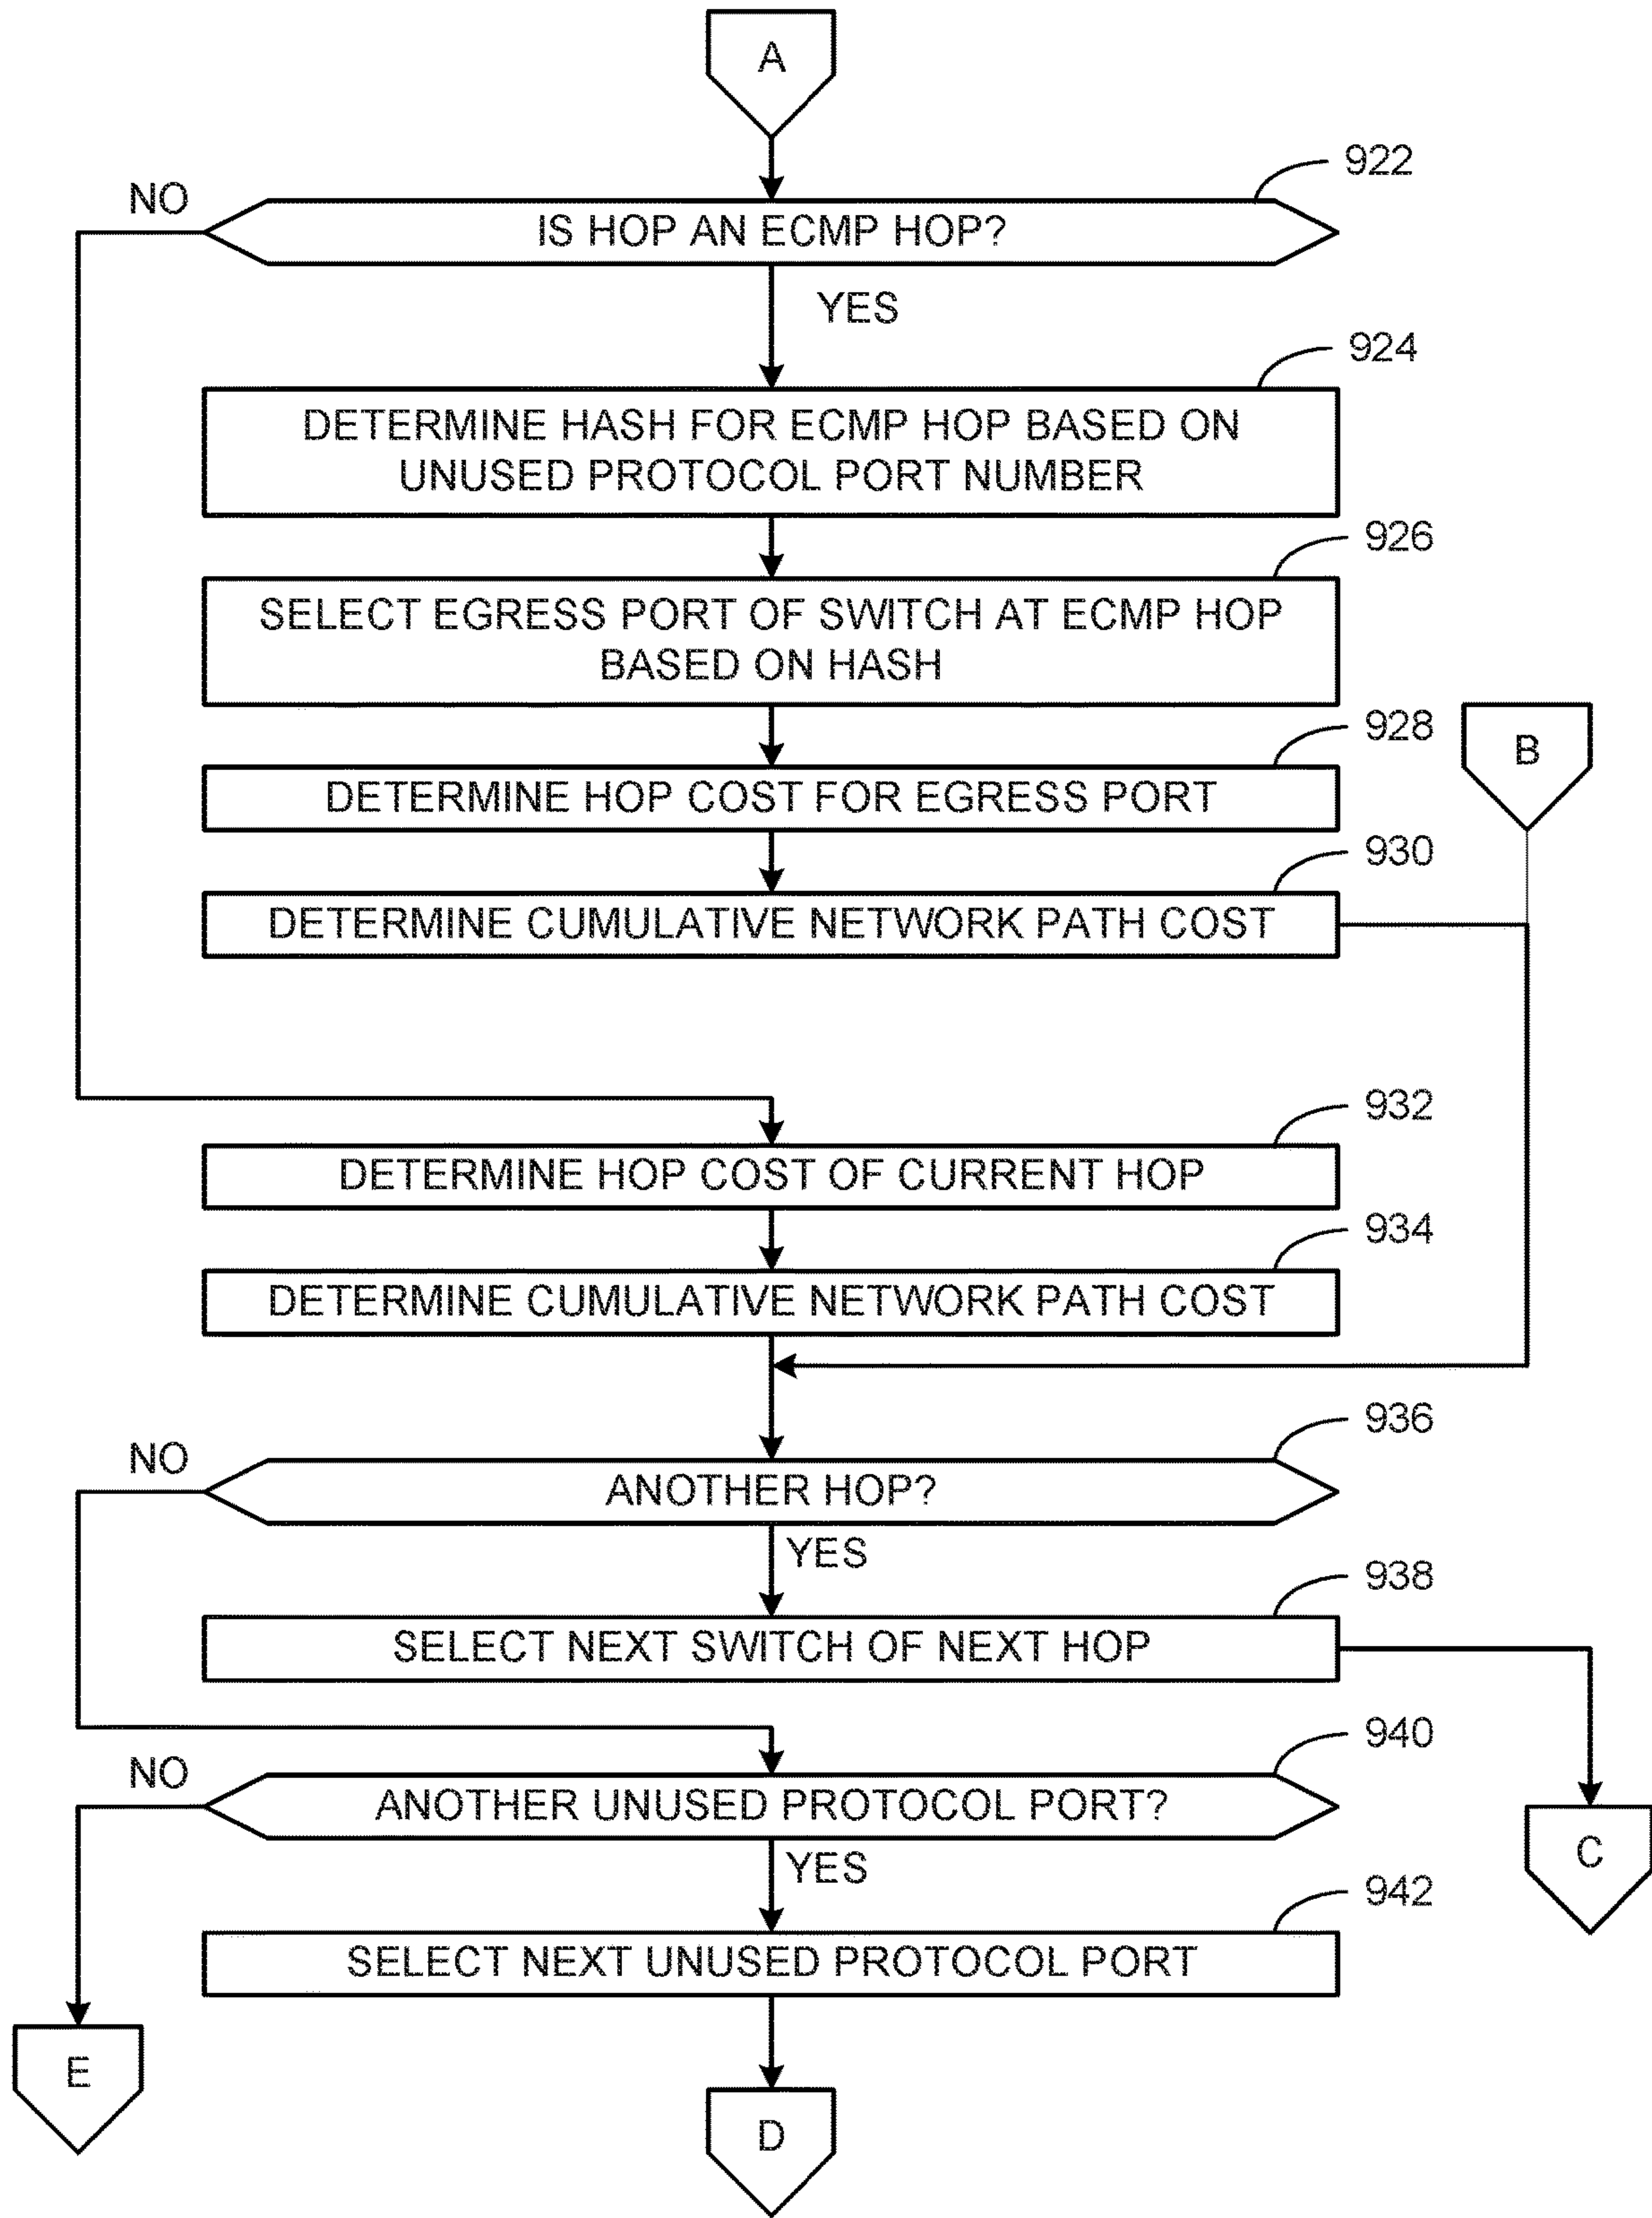 A
922
NO
IS HOP AN ECMP HOP?
YES
924
DETERMINE HASH FOR ECMP HOP BASED ON
UNUSED PROTOCOL PORT NUMBER
926
SELECT EGRESS PORT OF SWITCH AT ECMP HOP
BASED ON HASH
928
B
DETERMINE HOP COST FOR EGRESS PORT
930
DETERMINE CUMULATIVE NETWORK PATH COST
932
DETERMINE HOP COST OF CURRENT HOP
934
DETERMINE CUMULATIVE NETWORK PATH COST
936
NO
ANOTHER HOP?
YES
938
SELECT NEXT SWITCH OF NEXT HOP
940
NO
ANOTHER UNUSED PROTOCOL PORT?
C
YES
942
SELECT NEXT UNUSED PROTOCOL PORT
E
D